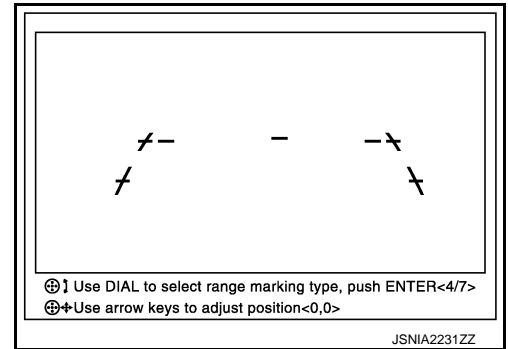 Use DIAL to select range marking type, push ENTER<4/7>
Use arrow keys to adjust position<0,0>
JSNIA2231ZZ